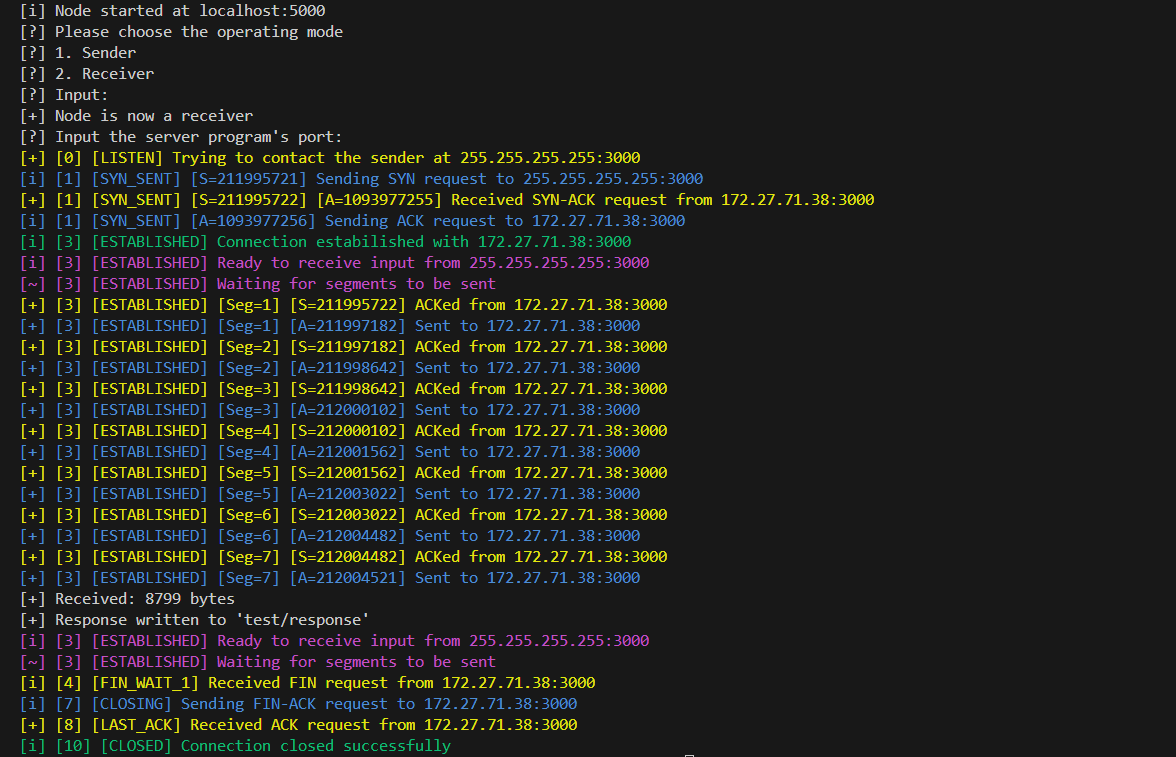 [i] Node started at localhost:5000
[?] Please choose the operating mode
[?] 1. Sender
[?] 2. Receiver
[?] Input:
[+] Node is now a receiver
[?] Input the server program's port:
[+] [0] [LISTEN] Trying to contact the sender at 255.255.255.255:3000
[i] [1] [SYN_SENT] [S=211995721] Sending SYN request to 255.255.255.255:3000
[+] [1] [SYN_SENT] [S=211995722] [A=1093977255] Received SYN-ACK request from 172.27.71.38:3000
[i] [1] [SYN_SENT] [A=1093977256] Sending ACK request to 172.27.71.38:3000
[i] [3] [ESTABLISHED] Connection estabilished with 172.27.71.38:3000
[i] [3] [ESTABLISHED] Ready to receive input from 255.255.255.255:3000
[~] [3] [ESTABLISHED] Waiting for segments to be sent
[+] [3] [ESTABLISHED] [Seg=1] [S=211995722] ACKed from 172.27.71.38:3000
[+] [3] [ESTABLISHED] [Seg=1] [A=211997182] Sent to 172.27.71.38:3000
[+] [3] [ESTABLISHED] [Seg=2] [S=211997182] ACKed from 172.27.71.38:3000
[+] [3] [ESTABLISHED] [Seg=2] [A=211998642] Sent to 172.27.71.38:3000
[+] [3] [ESTABLISHED] [Seg=3] [S=211998642] ACKed from 172.27.71.38:3000
[+] [3] [ESTABLISHED] [Seg=3] [A=212000102] Sent to 172.27.71.38:3000
[+] [3] [ESTABLISHED] [Seg=4] [S=212000102] ACKed from 172.27.71.38:3000
[+] [3] [ESTABLISHED] [Seg=4] [A=212001562] Sent to 172.27.71.38:3000
[+] [3] [ESTABLISHED] [Seg=5] [S=212001562] ACKed from 172.27.71.38:3000
[+] [3] [ESTABLISHED] [Seg=5] [A=212003022] Sent to 172.27.71.38:3000
[+] [3] [ESTABLISHED] [Seg=6] [S=212003022] ACKed from 172.27.71.38:3000
[+] [3] [ESTABLISHED] [Seg=6] [A=212004482] Sent to 172.27.71.38:3000
[+] [3] [ESTABLISHED] [Seg=7] [S=212004482] ACKed from 172.27.71.38:3000
[+] [3] [ESTABLISHED] [Seg=7] [A=212004521] Sent to 172.27.71.38:3000
[+] Received: 8799 bytes
[+] Response written to 'test/response'
[i] [3] [ESTABLISHED] Ready to receive input from 255.255.255.255:3000
[~] [3] [ESTABLISHED] Waiting for segments to be sent
[i] [4] [FIN_WAIT_1] Received FIN request from 172.27.71.38:3000
[i] [7] [CLOSING] Sending FIN-ACK request to 172.27.71.38:3000
[+] [8] [LAST_ACK] Received ACK request from 172.27.71.38:3000
[i] [10] [CLOSED] Connection closed successfully